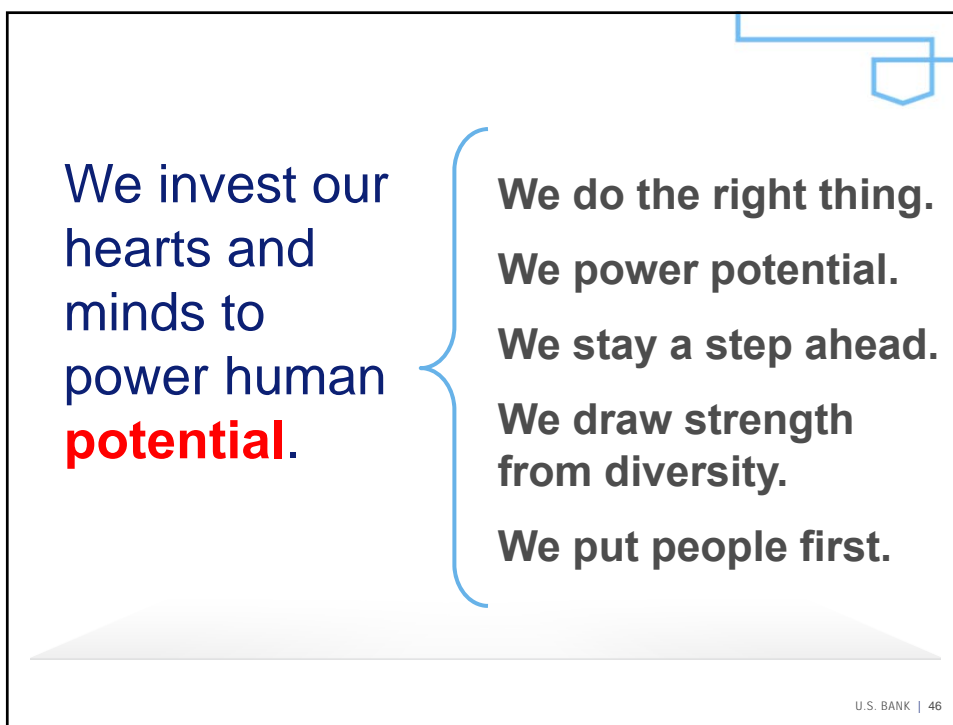 We invest our
hearts and
minds to
power human
potential.
We do the right thing.
We power potential.
We stay a step ahead.
We draw strength
from diversity.
We put people first.
U.S. BANK | 46